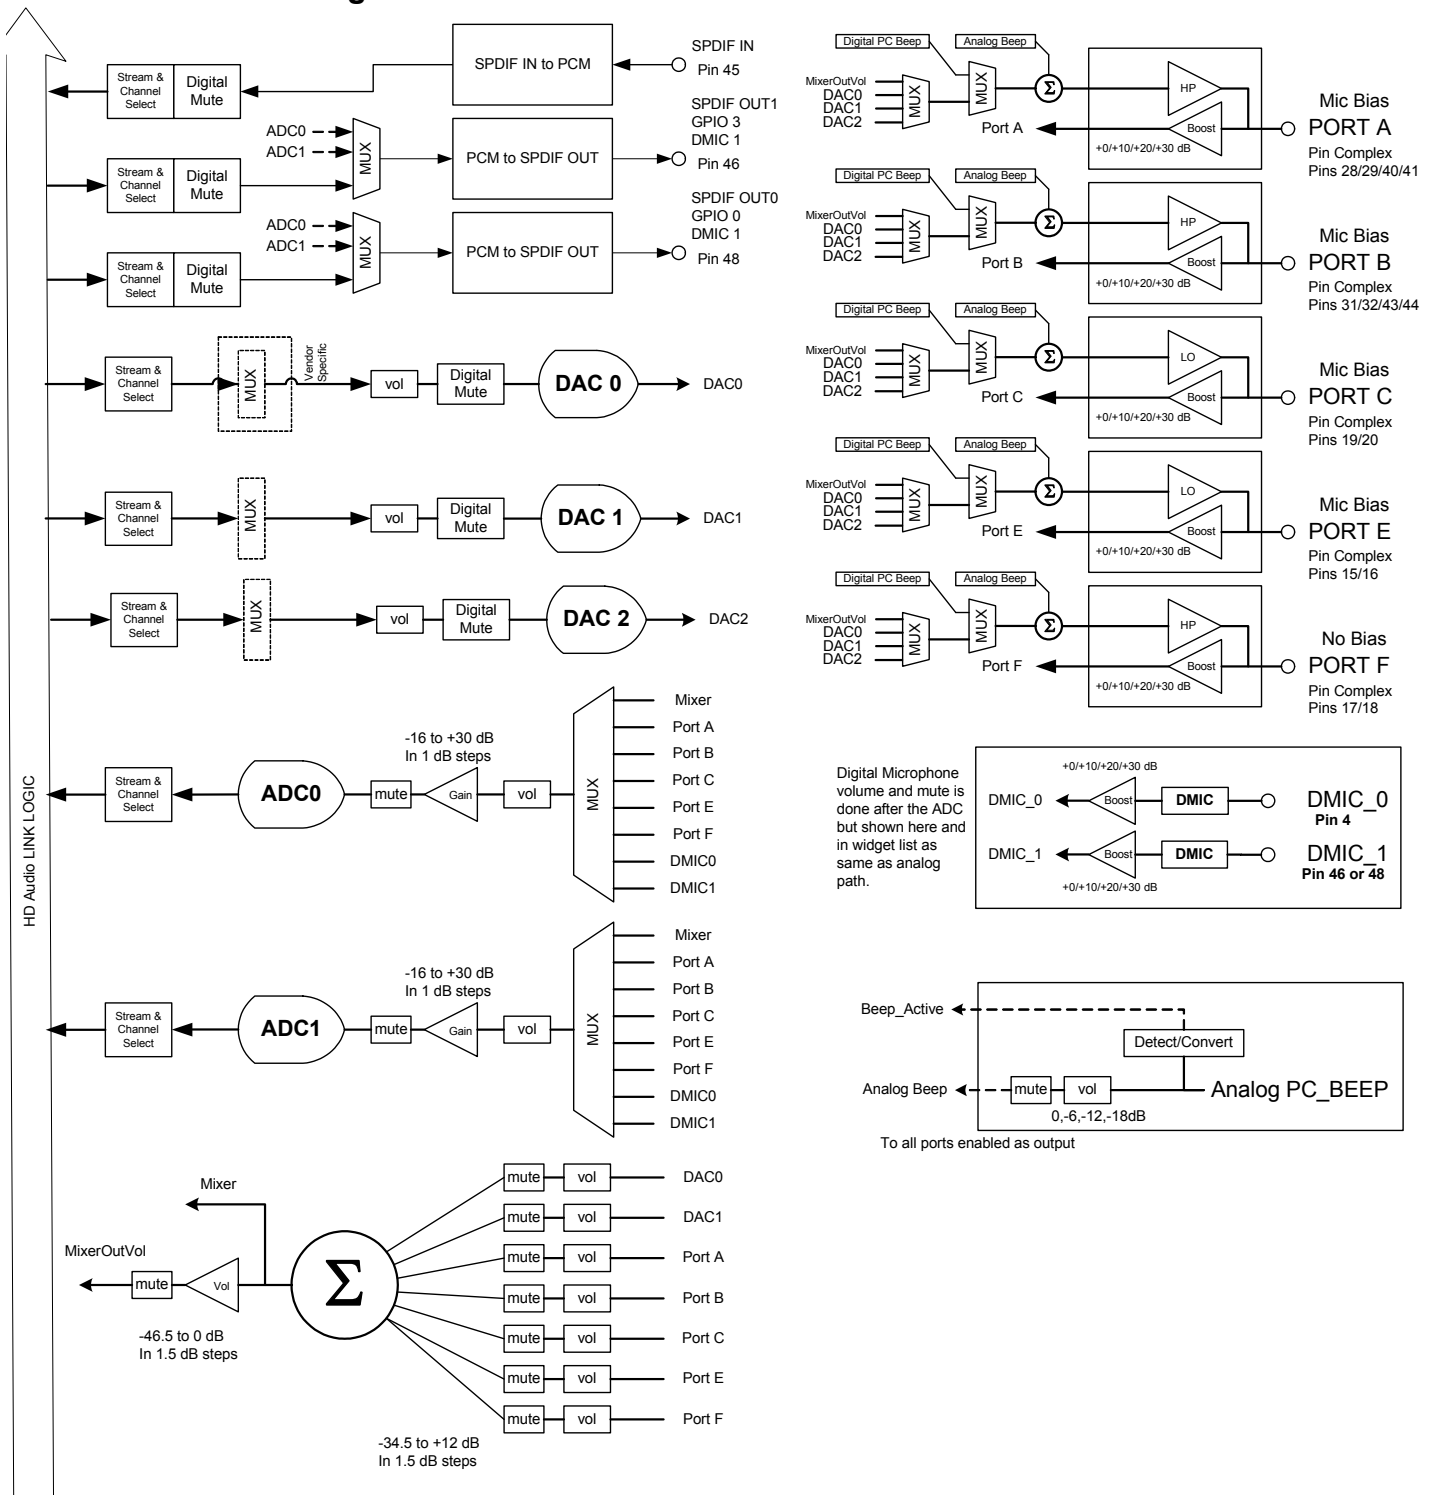 SPDIF IN
Pin 45
SPDIF IN to PCM
Stream &
Channel
Select
Digital
Mute
SPDIF OUT1
GPIO 3
DMIC 1
Pin 46
ADC0
ADC1
MUX
PCM to SPDIF OUT
Stream &
Channel
Select
Digital
Mute
SPDIF OUT0
GPIO 0
DMIC 1
Pin 48
ADC0
ADC1
MUX
PCM to SPDIF OUT
Stream &
Channel
Select
Digital
Mute
Stream &
Channel
Select
MUX
Vendor
Specific
vol
Digital
Mute
DAC 0
DAC0
Stream &
Channel
Select
MUX
vol
Digital
Mute
DAC 1
DAC1
Stream &
Channel
Select
MUX
vol
Digital
Mute
DAC 2
DAC2
HD Audio LINK LOGIC
Stream &
Channel
Select
ADC0
mute
-16 to +30 dB
In 1 dB steps
Gain
vol
MUX
Mixer
Port A
Port B
Port C
Port E
Port F
DMIC0
DMIC1
Stream &
Channel
Select
ADC1
mute
-16 to +30 dB
In 1 dB steps
Gain
vol
MUX
Mixer
Port A
Port B
Port C
Port E
Port F
DMIC0
DMIC1
Mixer
MixerOutVol
mute
Vol
-46.5 to 0 dB
In 1.5 dB steps
Σ
mute vol DAC0
mute vol DAC1
mute vol Port A
mute vol Port B
mute vol Port C
mute vol Port E
mute vol Port F
-34.5 to +12 dB
In 1.5 dB steps
Digital PC Beep
Analog Beep
MixerOutVol
DAC0
DAC1
DAC2
MUX
MUX
Σ
HP
Port A
Boost
+0/+10/+20/+30 dB
Mic Bias
PORT A
Pin Complex
Pins 28/29/40/41
Digital PC Beep
Analog Beep
MixerOutVol
DAC0
DAC1
DAC2
MUX
MUX
Σ
HP
Port B
Boost
+0/+10/+20/+30 dB
Mic Bias
PORT B
Pin Complex
Pins 31/32/43/44
Digital PC Beep
Analog Beep
MixerOutVol
DAC0
DAC1
DAC2
MUX
MUX
Σ
LO
Port C
Boost
+0/+10/+20/+30 dB
Mic Bias
PORT C
Pin Complex
Pins 19/20
Digital PC Beep
Analog Beep
MixerOutVol
DAC0
DAC1
DAC2
MUX
MUX
Σ
LO
Port E
Boost
+0/+10/+20/+30 dB
Mic Bias
PORT E
Pin Complex
Pins 15/16
Digital PC Beep
Analog Beep
MixerOutVol
DAC0
DAC1
DAC2
MUX
MUX
Σ
HP
Port F
Boost
+0/+10/+20/+30 dB
No Bias
PORT F
Pin Complex
Pins 17/18
Digital Microphone
volume and mute is
done after the ADC
but shown here and
in widget list as
same as analog
path.
+0/+10/+20/+30 dB
DMIC_0
Boost
DMIC
DMIC_0
Pin 4
DMIC_1
Boost
DMIC
DMIC_1
Pin 46 or 48
+0/+10/+20/+30 dB
Beep_Active
Detect/Convert
Analog Beep
mute
vol
Analog PC_BEEP
0,-6,-12,-18dB
To all ports enabled as output